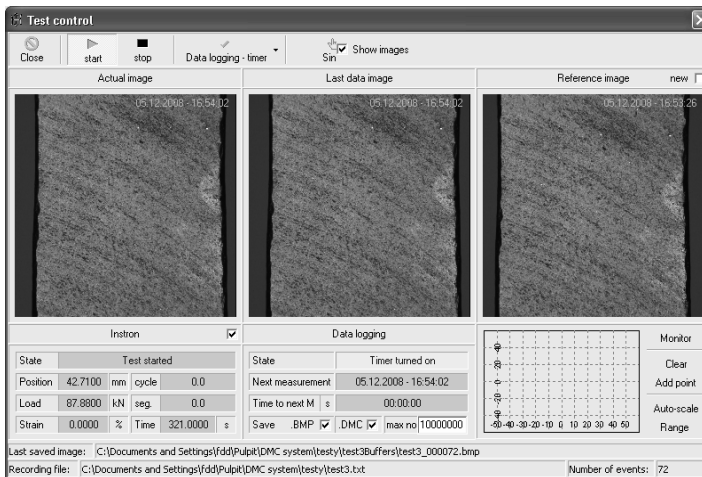 Test control
Close start stop Data logging - timer Sin Show images
Actual image Last data image Reference image new
05.12.2008 - 16:54:02 05.12.2008 - 16:54:02 05.12.2008 - 16:53:26
Instron Data logging
State Test started
Position 42.7100 mm cycle 0.0
Load 87.8800 kN seg. 0.0
Strain 0.0000 % Time 321.0000 s
State Timer turned on
Next measurement 05.12.2008 - 16:54:02
Time to next M s 00:00:00
Save .BMP .DMC max no 10000000
40
20
0
-20
-40
-50 -40 -30 -20 -10 0 10 20 30 40 50
Monitor
Clear
Add point
Auto-scale
Range
Last saved image: C:\Documents and Settings\fdd\Pulpit\DMC system\testy\test3Buffers\test3_000072.bmp
Recording file: C:\Documents and Settings\fdd\Pulpit\DMC system\testy\test3.txt Number of events: 72